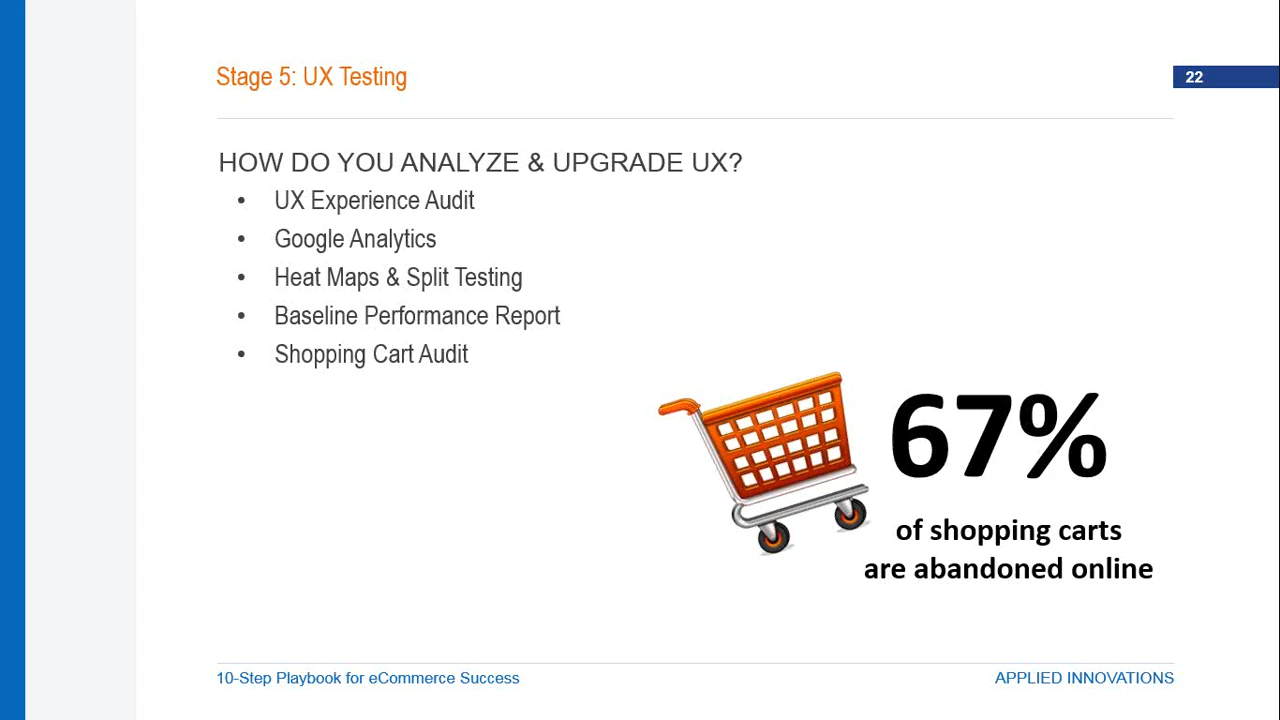 Stage 5: UX Testing
22
HOW DO YOU ANALYZE & UPGRADE UX?
• UX Experience Audit
• Google Analytics
• Heat Maps & Split Testing
• Baseline Performance Report
• Shopping Cart Audit
67%
of shopping carts
are abandoned online
10-Step Playbook for eCommerce Success
APPLIED INNOVATIONS